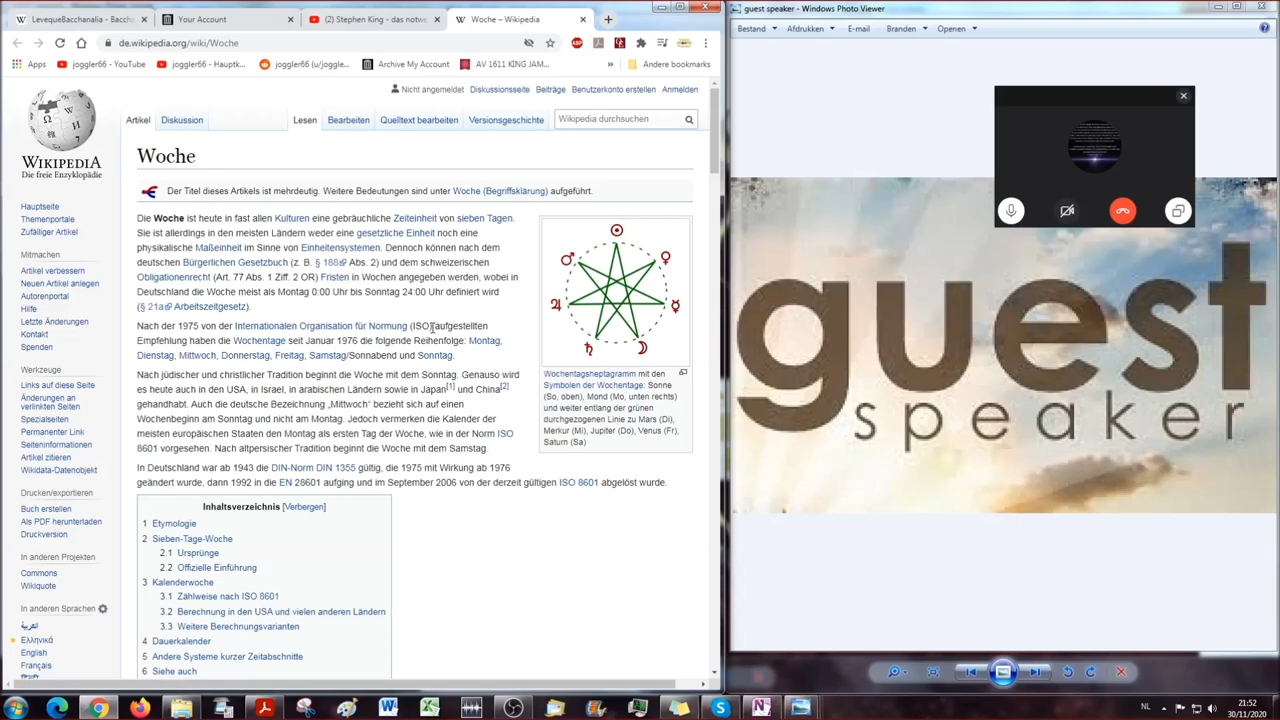 LevequeBacchanalia - Baccha
Your Account
(2) Stephen King - das notw
Woche – Wikipedia
de.wikipedia.org/wiki/Woche
Apps
joggler66 - YouTube
joggler66 - Hauptk...
joggler66 (u/joggle...
Archive My Account
AV 1611 KING JAM...
Andere bookmarks
WIKIPEDIA
Die freie Enzyklopädie
Hauptseite
Themenportale
Zufälliger Artikel
Mitmachen
Artikel verbessern
Neuen Artikel anlegen
Autorenportal
Hilfe
Letzte Änderungen
Kontakt
Spenden
Werkzeuge
Links auf diese Seite
Änderungen an
verlinkten Seiten
Spezialseiten
Permanenter Link
Seiteninformationen
Artikel zitieren
Wikidata-Datenobjekt
Drucken/exportieren
Buch erstellen
Als PDF herunterladen
Druckversion
In anderen Projekten
Commons
Wikiquote
In anderen Sprachen
العربية
Ελληνικά
English
Français
Nicht angemeldet Diskussionsseite Beiträge Benutzerkonto erstellen Anmelden
Artikel Diskussion Lesen Bearbeiten Quelltext bearbeiten Versionsgeschichte Wikipedia durchsuchen
Woche
Der Titel dieses Artikels ist mehrdeutig. Weitere Bedeutungen sind unter Woche (Begriffsklärung) aufgeführt.
Die Woche ist heute in fast allen Kulturen eine gebräuchliche Zeiteinheit von sieben Tagen.
Sie ist allerdings in den meisten Ländern weder eine gesetzliche Einheit noch eine
physikalische Maßeinheit im Sinne von Einheitensystemen. Dennoch können nach dem
deutschen Bürgerlichen Gesetzbuch (z. B. § 188 Abs. 2) und dem schweizerischen
Obligationenrecht (Art. 77 Abs. 1 Ziff. 2 OR) Fristen in Wochen angegeben werden, wobei in
Deutschland die Woche meist als Montag 0:00 Uhr bis Sonntag 24:00 Uhr definiert wird
(§ 21a Arbeitszeitgesetz).
Nach der 1975 von der Internationalen Organisation für Normung (ISO) aufgestellten
Empfehlung haben die Wochentage seit Januar 1976 die folgende Reihenfolge: Montag,
Dienstag, Mittwoch, Donnerstag, Freitag, Samstag/Sonnabend und Sonntag.
Nach jüdischer und christlicher Tradition beginnt die Woche mit dem Sonntag. Genauso wird
es heute auch in den USA, in Israel, in arabischen Ländern sowie in Japan[1] und China[2]
gehandhabt. Auch die deutsche Bezeichnung „Mittwoch" bezieht sich auf einen
Wochenbeginn am Sonntag und nicht am Montag. Jedoch vermerken die Kalender der
meisten europäischen Staaten den Montag als ersten Tag der Woche, wie in der Norm ISO
8601 vorgesehen. Nach altpersischer Tradition beginnt die Woche mit dem Samstag.
In Deutschland war ab 1943 die DIN-Norm DIN 1355 gültig, die 1975 mit Wirkung ab 1976
geändert wurde, dann 1992 in die EN 28601 aufging und im September 2006 von der derzeit gültigen ISO 8601 abgelöst wurde.
Wochentagsheptagramm mit den
Symbolen der Wochentage: Sonne
(So, oben), Mond (Mo, unten rechts)
und weiter entlang der grünen
durchgezogenen Linie zu Mars (Di),
Merkur (Mi), Jupiter (Do), Venus (Fr),
Saturn (Sa)
Inhaltsverzeichnis [Verbergen]
1 Etymologie
2 Sieben-Tage-Woche
2.1 Ursprünge
2.2 Offizielle Einführung
3 Kalenderwoche
3.1 Zählweise nach ISO 8601
3.2 Berechnung in den USA und vielen anderen Ländern
3.3 Weitere Berechnungsvarianten
4 Dauerkalender
5 Andere Systeme kurzer Zeitabschnitte
6 Siehe auch
guest speaker - Windows Photo Viewer
Bestand Afdrukken E-mail Branden Openen
guest
speaker
NL
21:52
30/11/2020